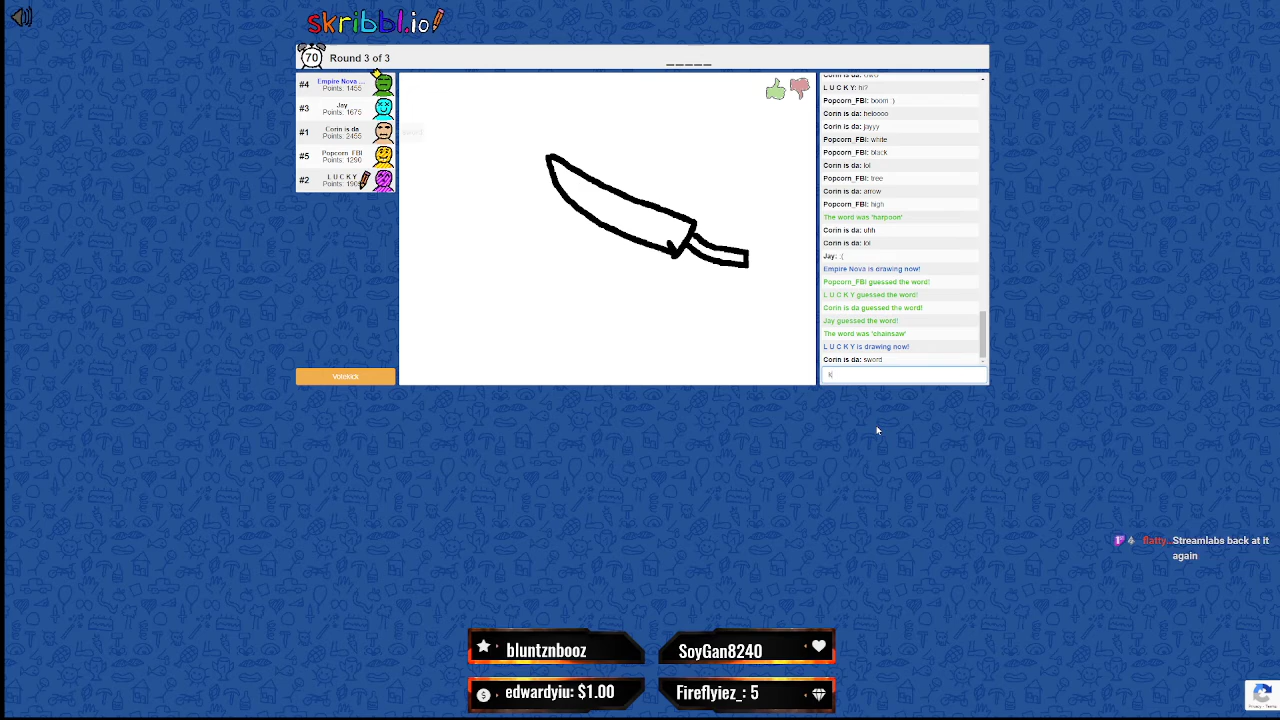 skribbl.io
70
Round 3 of 3
_ _ _ _ _
#4 Empire Nova ...
Points: 1455
#3 Jay
Points: 1675
#1 Corin is da
Points: 2455
#5 Popcorn_FBI
Points: 1290
#2 L U C K Y
Votekick
L U C K Y: hi?
Popcorn_FBI: boom :)
Corin is da: heloooo
Corin is da: jayyy
Popcorn_FBI: white
Popcorn_FBI: black
Corin is da: lol
Popcorn_FBI: tree
Corin is da: arrow
Popcorn_FBI: high
The word was 'harpoon'
Corin is da: uhh
Corin is da: lol
Jay: :(
Empire Nova is drawing now!
Popcorn_FBI guessed the word!
L U C K Y guessed the word!
Corin is da guessed the word!
Jay guessed the word!
The word was 'chainsaw'
L U C K Y is drawing now!
Corin is da: sword
flatty... Streamlabs back at it
again
bluntznbooz
SoyGan8240
edwardyiu: $1.00
Fireflyiez_: 5
Privacy - Terms